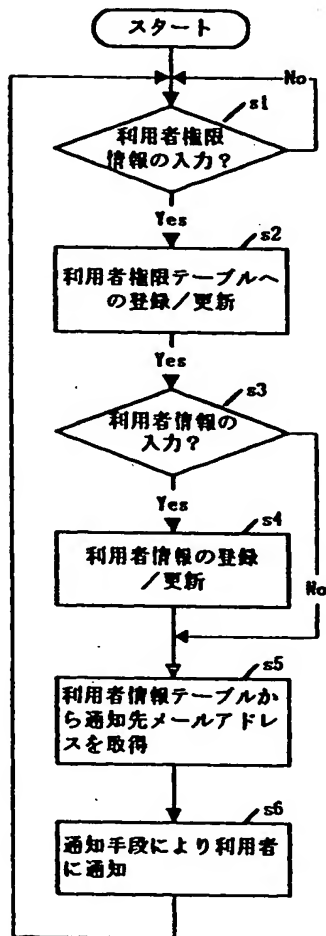 スタート
No
s1
利用者権限
情報の入力？
Yes
s2
利用者権限テーブルへ
の登録／更新
Yes
s3
利用者情報の
入力？
Yes
s4
利用者情報の登録
／更新
No
s5
利用者情報テーブルか
ら通知先メールアドレ
スを取得
s6
通知手段により利用者
に通知